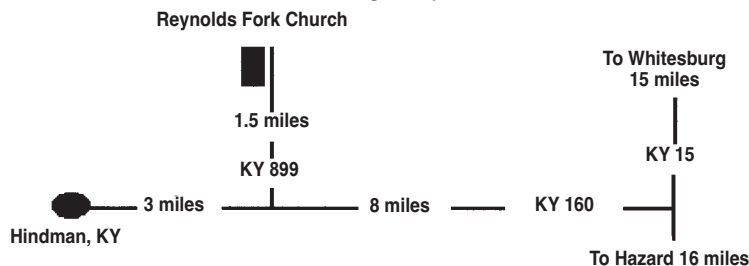 Reynolds Fork Church
To Whitesburg
15 miles
1.5 miles
KY 15
KY 899
3 miles
8 miles
KY 160
Hindman, KY
To Hazard 16 miles